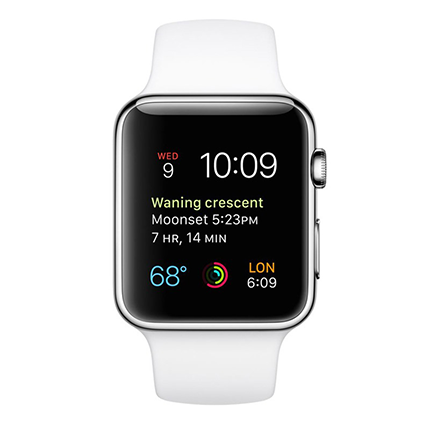 WED
9
10:09
Waning crescent
Moonset 5:23PM
7 HR, 14 MIN
68°
LON
6:09